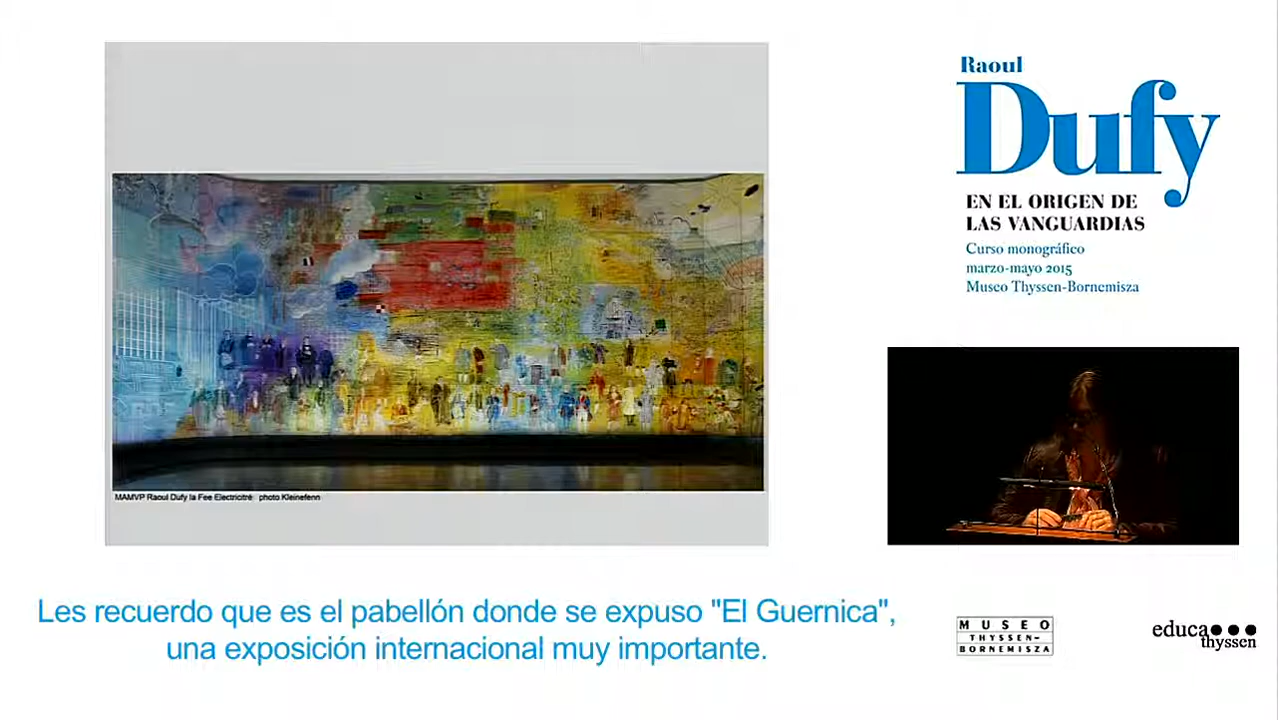 Raoul
Dufy
EN EL ORIGEN DE
LAS VANGUARDIAS
Curso monográfico
marzo-mayo 2015
Museo Thyssen-Bornemisza
MAMVP Raoul Dufy la Fee Electricitré photo Kleinefenn
Les recuerdo que es el pabellón donde se expuso "El Guernica",
una exposición internacional muy importante.
MUSEO
THYSSEN-
BORNEMISZA
educa
thyssen